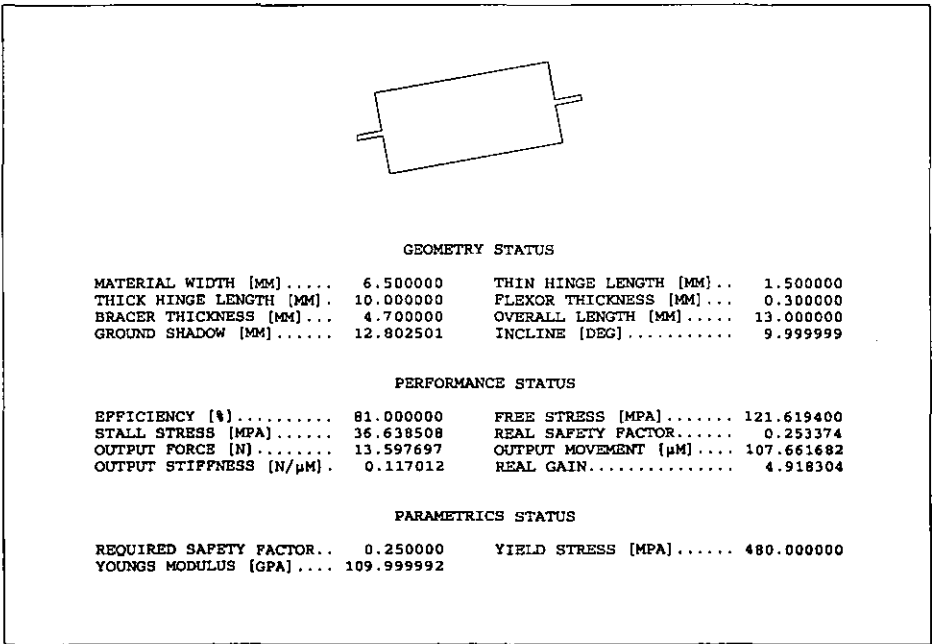 GEOMETRY STATUS
MATERIAL WIDTH [MM]..... 6.500000 THIN HINGE LENGTH [MM].. 1.500000
THICK HINGE LENGTH [MM]. 10.000000 FLEXOR THICKNESS [MM]... 0.300000
BRACER THICKNESS [MM]... 4.700000 OVERALL LENGTH [MM]..... 13.000000
GROUND SHADOW [MM]...... 12.802501 INCLINE [DEG]........... 9.999999
PERFORMANCE STATUS
EFFICIENCY [%].......... 81.000000 FREE STRESS [MPA]....... 121.619400
STALL STRESS [MPA]...... 36.638508 REAL SAFETY FACTOR...... 0.253374
OUTPUT FORCE [N]........ 13.597697 OUTPUT MOVEMENT [µM].... 107.661682
OUTPUT STIFFNESS [N/µM]. 0.117012 REAL GAIN............... 4.918304
PARAMETRICS STATUS
REQUIRED SAFETY FACTOR.. 0.250000 YIELD STRESS [MPA]...... 480.000000
YOUNGS MODULUS [GPA].... 109.999992